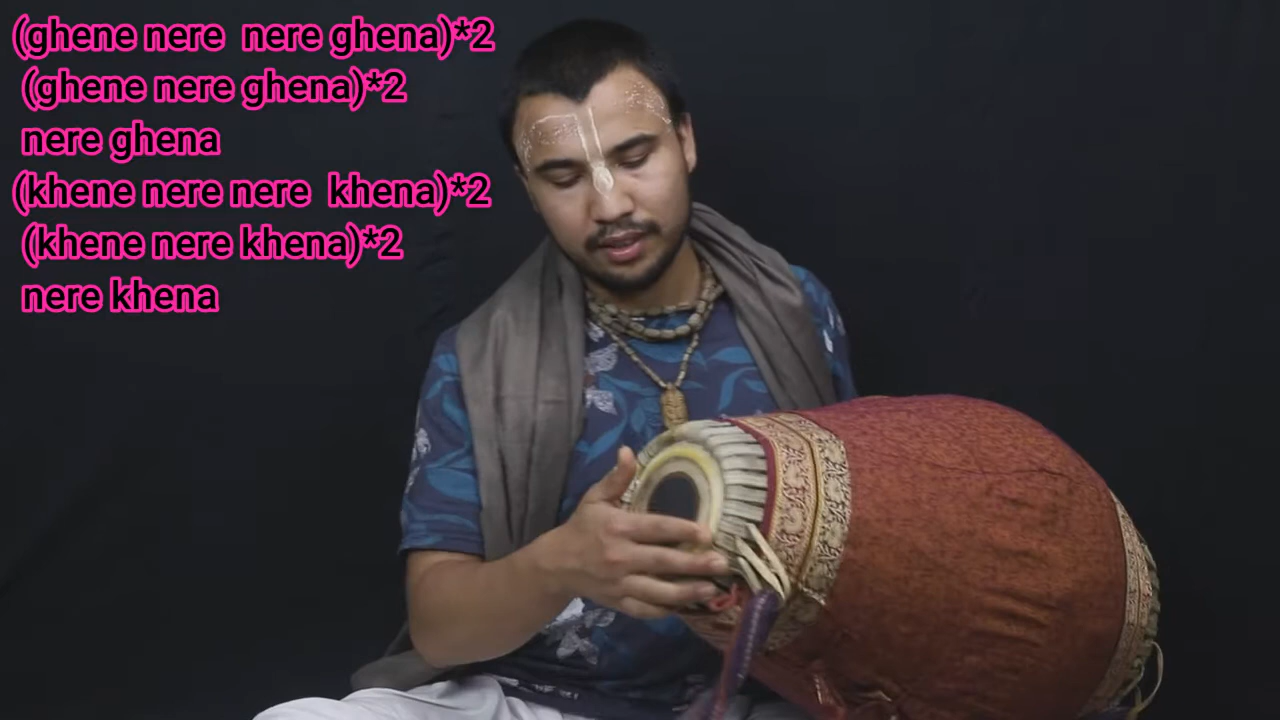 (ghene nere  nere ghena)*2
(ghene nere ghena)*2
nere ghena
(khene nere nere  khena)*2
(khene nere khena)*2
nere khena